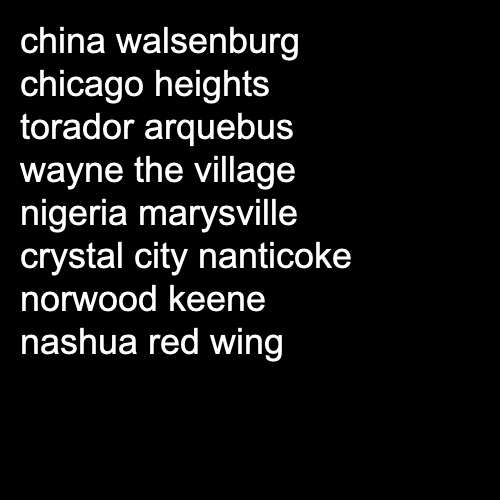 china walsenburg
chicago heights
torador arquebus
wayne the village
nigeria marysville
crystal city nanticoke
norwood keene
nashua red wing